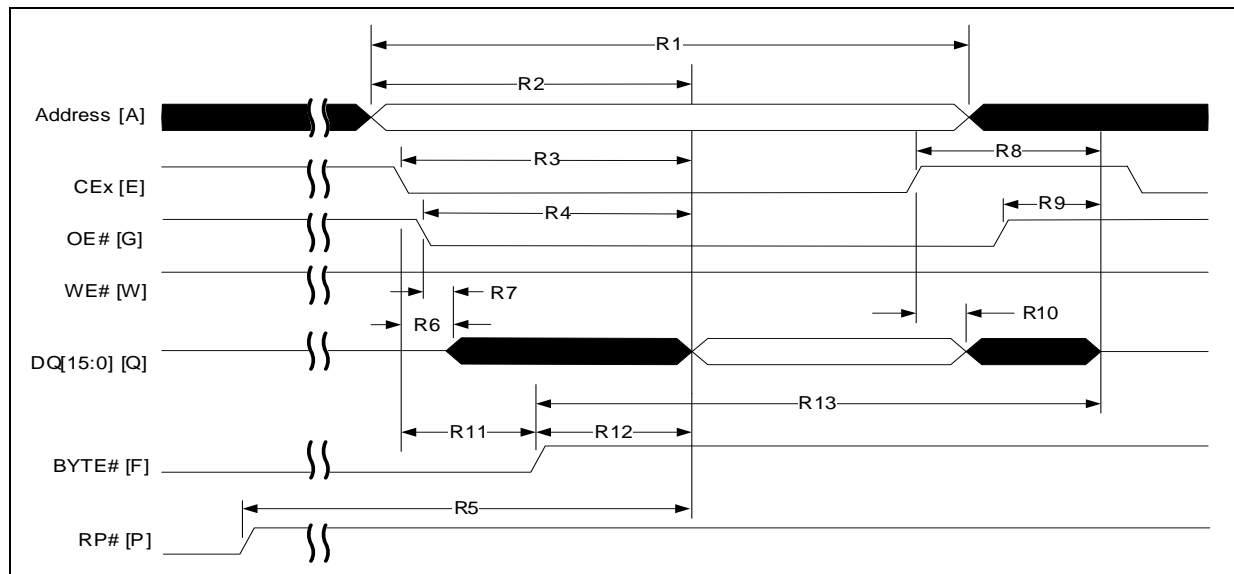 R1
R2
Address [A]
R3
R8
CEx [E]
R4
R9
OE# [G]
WE# [W]
R7
R6
R10
DQ[15:0] [Q]
R13
R11
R12
BYTE# [F]
R5
RP# [P]